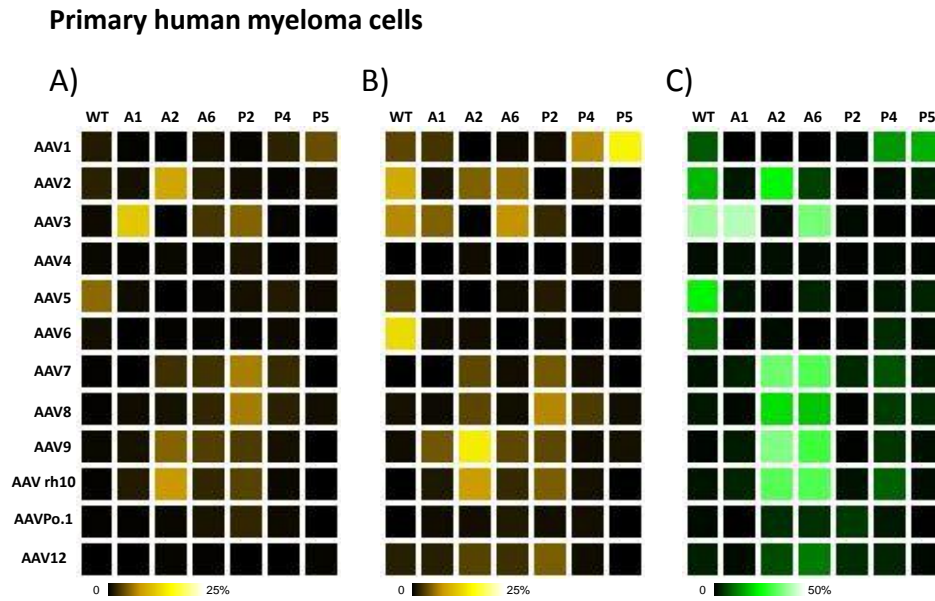 Primary human myeloma cells
A) B) C)
WT A1 A2 A6 P2 P4 P5 WT A1 A2 A6 P2 P4 P5 WT A1 A2 A6 P2 P4 P5
AAV1
AAV2
AAV3
AAV4
AAV5
AAV6
AAV7
AAV8
AAV9
AAV rh10
AAVPo.1
AAV12
0 25% 0 25% 0 50%